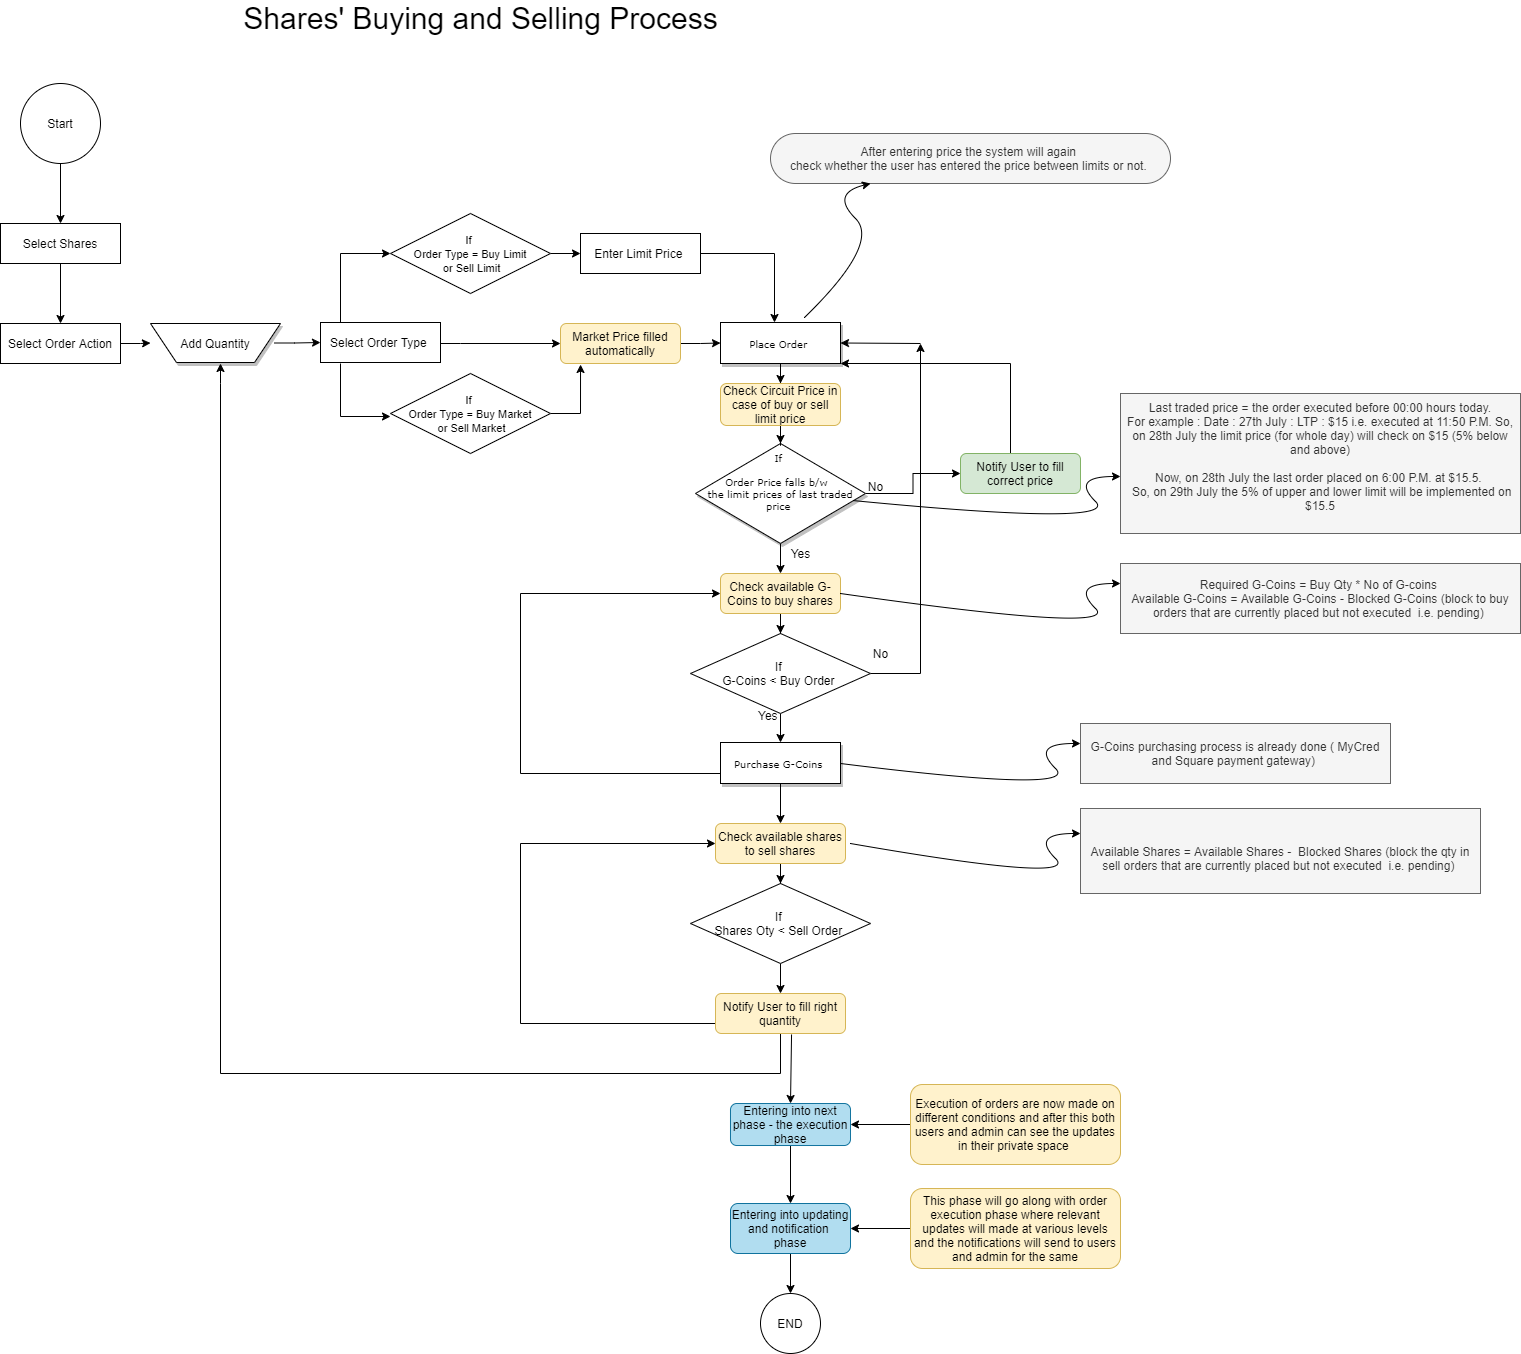 Shares' Buying and Selling Process
Start
After entering price the system will again
check whether the user has entered the price between limits or not.
Select Shares
If
Order Type = Buy Limit
or Sell Limit
Enter Limit Price
Select Order Action
Add Quantity
Select Order Type
Market Price filled
automatically
Place Order
If
Order Type = Buy Market
or Sell Market
Check Circuit Price in
case of buy or sell
limit price
Last traded price = the order executed before 00:00 hours today.
For example : Date : 27th July : LTP : $15 i.e. executed at 11:50 P.M. So,
on 28th July the limit price (for whole day) will check on $15 (5% below
and above)
Now, on 28th July the last order placed on 6:00 P.M. at $15.5.
So, on 29th July the 5% of upper and lower limit will be implemented on
$15.5
If
Order Price falls b/w
the limit prices of last traded
price
No
Notify User to fill
correct price
Yes
Check available G-
Coins to buy shares
Required G-Coins = Buy Qty * No of G-coins
Available G-Coins = Available G-Coins - Blocked G-Coins (block to buy
orders that are currently placed but not executed i.e. pending)
If
G-Coins < Buy Order
No
Yes
Purchase G-Coins
G-Coins purchasing process is already done ( MyCred
and Square payment gateway)
Check available shares
to sell shares
Available Shares = Available Shares - Blocked Shares (block the qty in
sell orders that are currently placed but not executed i.e. pending)
If
Shares Qty < Sell Order
Notify User to fill right
quantity
Entering into next
phase - the execution
phase
Execution of orders are now made on
different conditions and after this both
users and admin can see the updates
in their private space
Entering into updating
and notification
phase
This phase will go along with order
execution phase where relevant
updates will made at various levels
and the notifications will send to users
and admin for the same
END